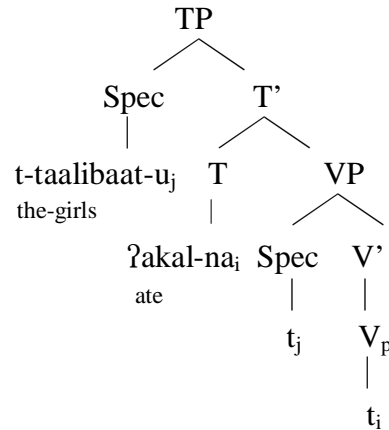 TP
Spec T’
t-taalibaat-uj T VP
the-girls
ʔakal-nai Spec V’
ate
tj Vp
ti